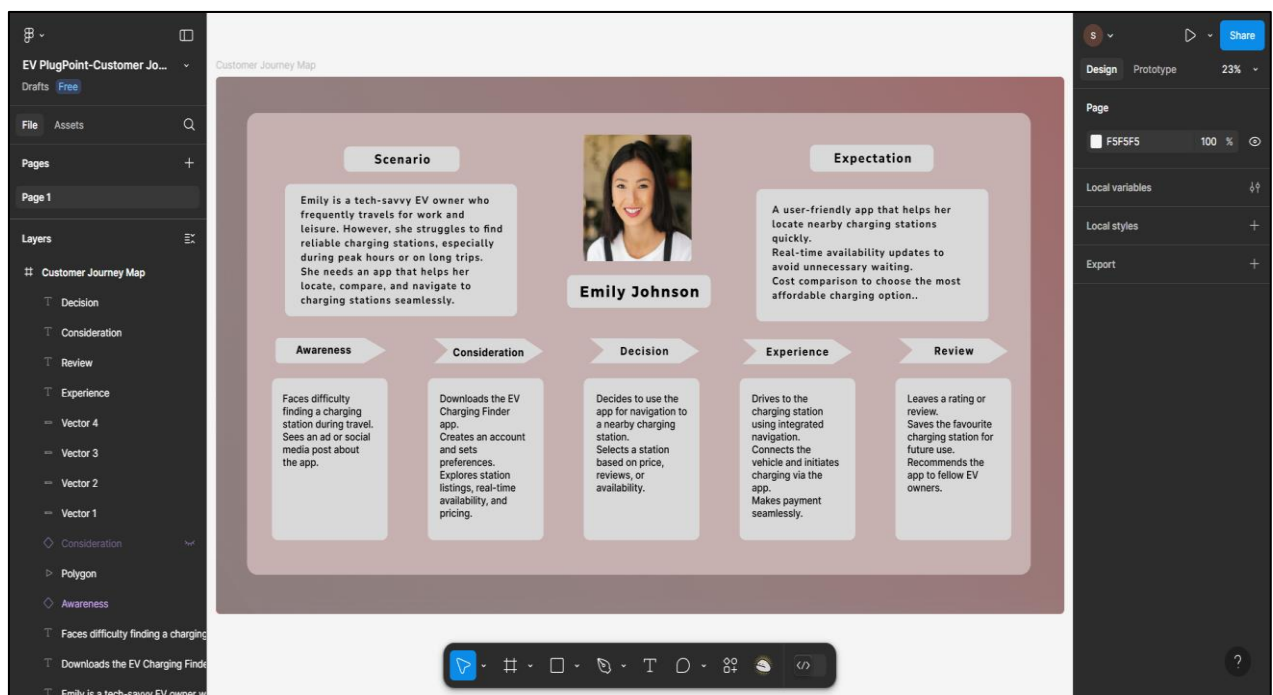 EV PlugPoint-Customer Jo...
Drafts Free
File Assets
Pages
Page 1
Layers
Customer Journey Map
Decision
Consideration
Review
Experience
Vector 4
Vector 3
Vector 2
Vector 1
Consideration
Polygon
Awareness
Faces difficulty finding a charging
Downloads the EV Charging Finde
Emily is a tech-savvy EV owner w
Customer Journey Map
Scenario
Emily is a tech-savvy EV owner who
frequently travels for work and
leisure. However, she struggles to find
reliable charging stations, especially
during peak hours or on long trips.
She needs an app that helps her
locate, compare, and navigate to
charging stations seamlessly.
Emily Johnson
Expectation
A user-friendly app that helps her
locate nearby charging stations
quickly.
Real-time availability updates to
avoid unnecessary waiting.
Cost comparison to choose the most
affordable charging option..
Awareness
Faces difficulty
finding a charging
station during travel.
Sees an ad or social
media post about
the app.
Consideration
Downloads the EV
Charging Finder
app.
Creates an account
and sets
preferences.
Explores station
listings, real-time
availability, and
pricing.
Decision
Decides to use the
app for navigation to
a nearby charging
station.
Selects a station
based on price,
reviews, or
availability.
Experience
Drives to the
charging station
using integrated
navigation.
Connects the
vehicle and initiates
charging via the
app.
Makes payment
seamlessly.
Review
Leaves a rating or
review.
Saves the favourite
charging station for
future use.
Recommends the
app to fellow EV
owners.
S
Share
Design Prototype 23%
Page
F5F5F5 100 %
Local variables
Local styles
Export
?